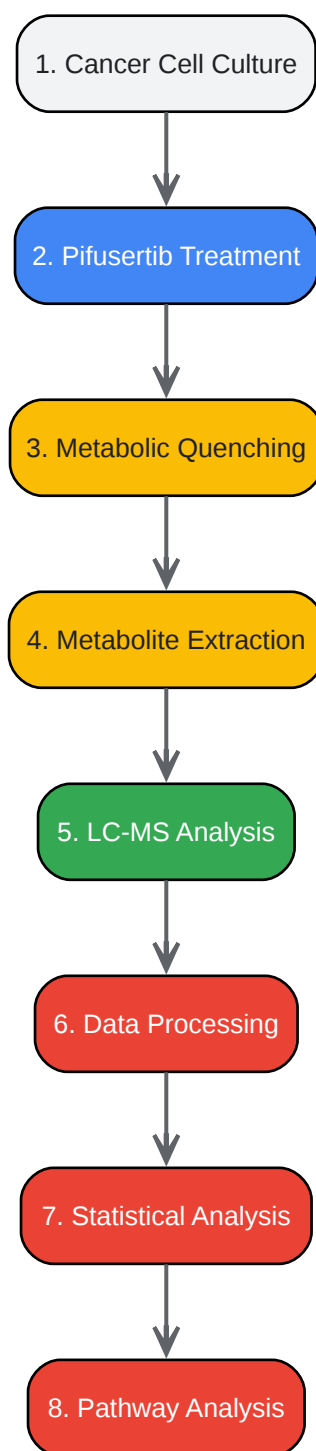 1. Cancer Cell Culture
2. Pifusertib Treatment
3. Metabolic Quenching
4. Metabolite Extraction
5. LC-MS Analysis
6. Data Processing
7. Statistical Analysis
8. Pathway Analysis